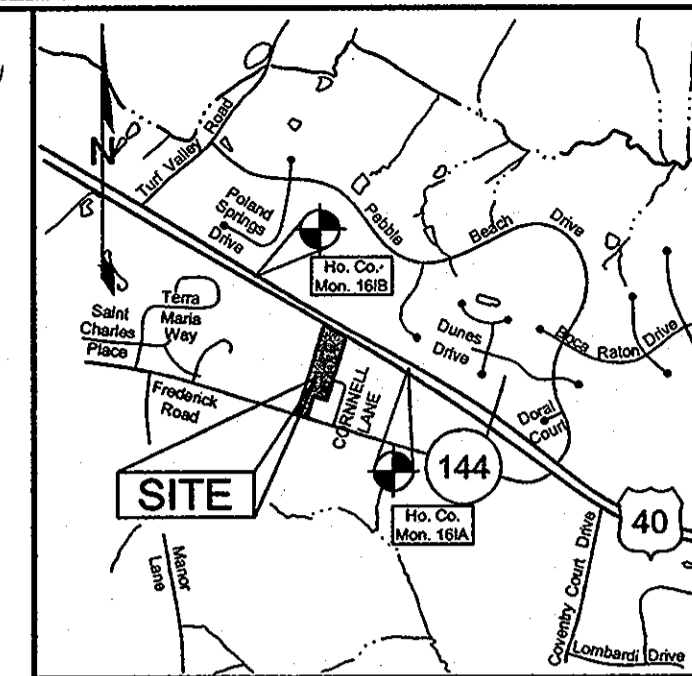 N
Turf Valley Road
Poland
Springs
Drive
Pebble
Beach
Drive
Ho. Co.
Mon. 16IB
Saint
Charles
Place
Terra
Maria
Way
Frederick
Road
Dunes
Drive
Boca Raton Drive
CORNNELL
LANE
Doral
Court
SITE
144
Ho. Co.
Mon. 16IA
40
Manor
Lane
Coventry Court Drive
Lombardi Drive